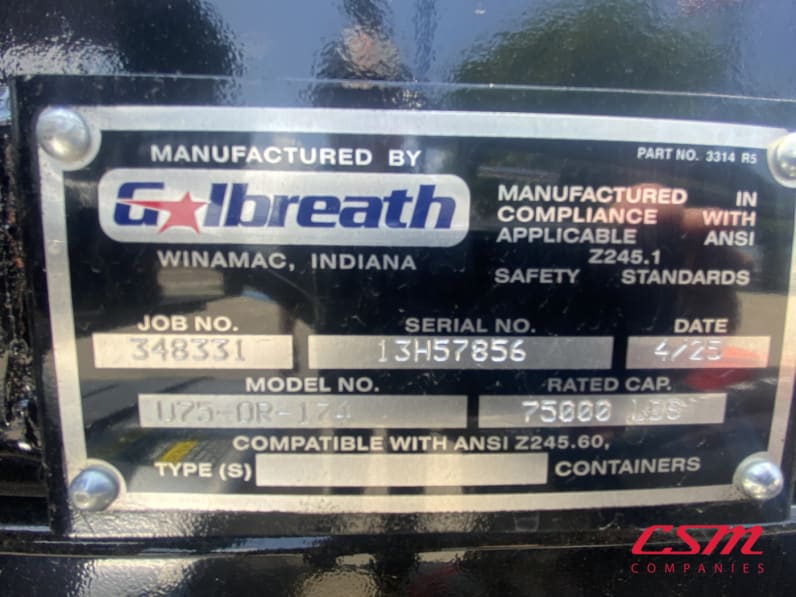 MANUFACTURED BY
PART NO. 3314 R5
Galbreath
WINAMAC, INDIANA
MANUFACTURED IN
COMPLIANCE WITH
APPLICABLE ANSI
Z245.1
SAFETY STANDARDS
JOB NO. SERIAL NO. DATE
348331 13H57856 4/25
MODEL NO. RATED CAP.
U75-OR-174 75000 LBS
COMPATIBLE WITH ANSI Z245.60,
TYPE (S) CONTAINERS
CSM
COMPANIES